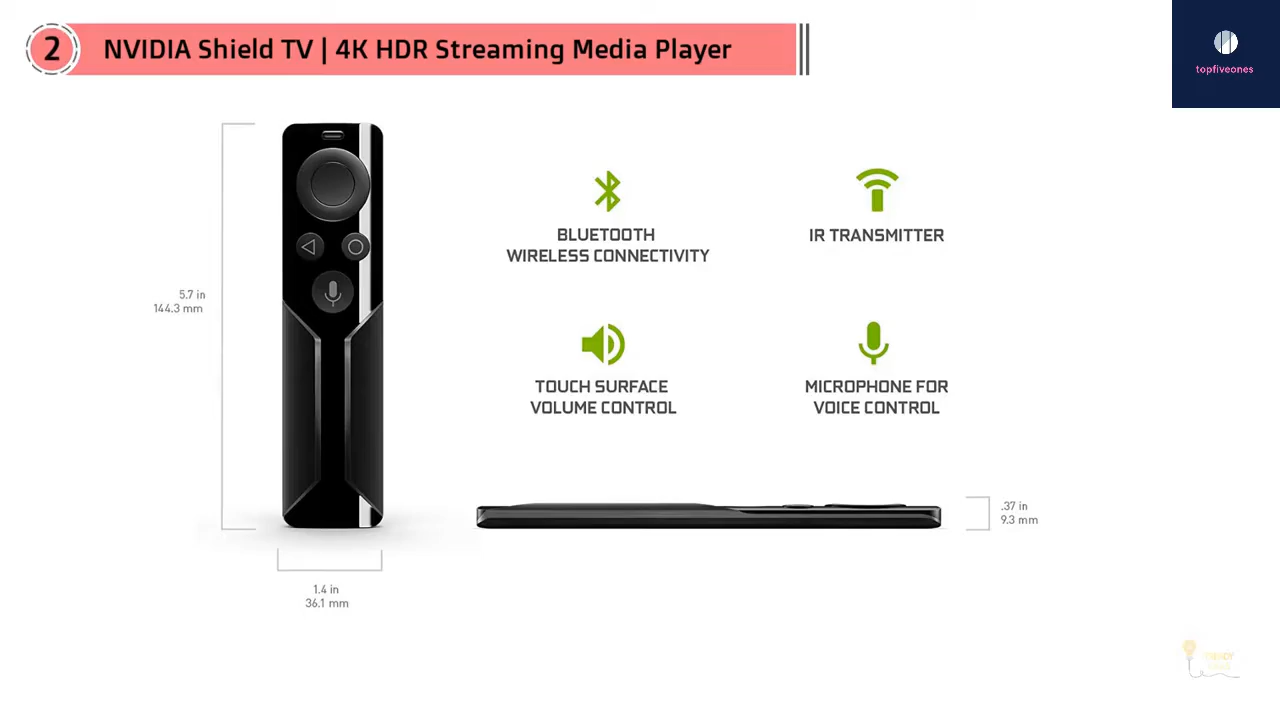 2
NVIDIA Shield TV | 4K HDR Streaming Media Player
topfiveones
BLUETOOTH
WIRELESS CONNECTIVITY
IR TRANSMITTER
5.7 in
144.3 mm
TOUCH SURFACE
VOLUME CONTROL
MICROPHONE FOR
VOICE CONTROL
.37 in
9.3 mm
1.4 in
36.1 mm